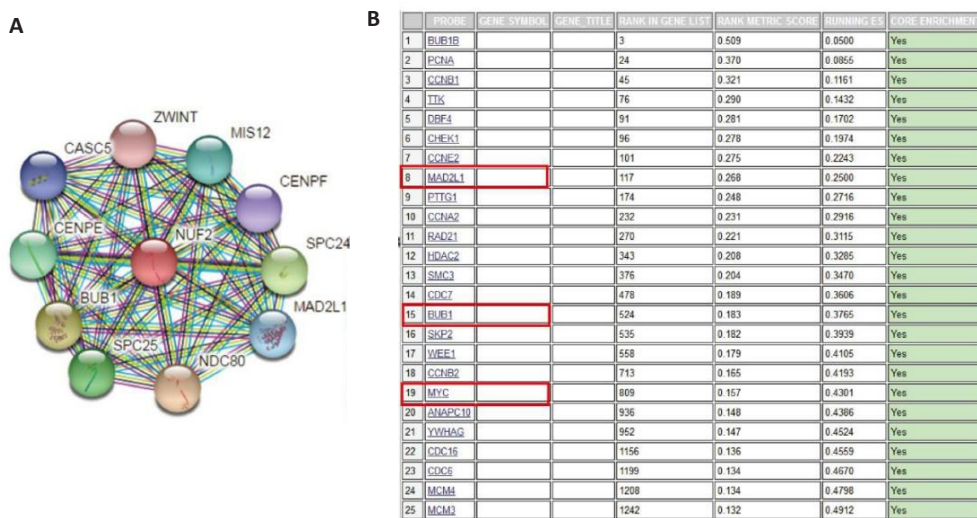 A
ZWINT
MIS12
CASC5
CENPF
CENPE
NUF2
SPC24
BUB1
MAD2L1
SPC25
NDC80
B
PROBE GENE SYMBOL GENE_TITLE RANK IN GENE LIST RANK METRIC SCORE RUNNING ES CORE ENRICHMEN
1 BUB1B 3 0.509 0.0500 Yes
2 PCNA 24 0.370 0.0855 Yes
3 CCNB1 45 0.321 0.1161 Yes
4 TTK 76 0.290 0.1432 Yes
5 DBF4 91 0.281 0.1702 Yes
6 CHEK1 96 0.278 0.1974 Yes
7 CCNE2 101 0.275 0.2243 Yes
8 MAD2L1 117 0.268 0.2500 Yes
9 PTTG1 174 0.248 0.2716 Yes
10 CCNA2 232 0.231 0.2916 Yes
11 RAD21 270 0.221 0.3115 Yes
12 HDAC2 343 0.208 0.3285 Yes
13 SMC3 376 0.204 0.3470 Yes
14 CDC7 478 0.189 0.3606 Yes
15 BUB1 524 0.183 0.3765 Yes
16 SKP2 535 0.182 0.3939 Yes
17 WEE1 558 0.179 0.4105 Yes
18 CCNB2 713 0.165 0.4193 Yes
19 MYC 809 0.157 0.4301 Yes
20 ANAPC10 936 0.148 0.4386 Yes
21 YWHAG 952 0.147 0.4524 Yes
22 CDC16 1156 0.136 0.4559 Yes
23 CDC6 1199 0.134 0.4670 Yes
24 MCM4 1208 0.134 0.4798 Yes
25 MCM3 1242 0.132 0.4912 Yes